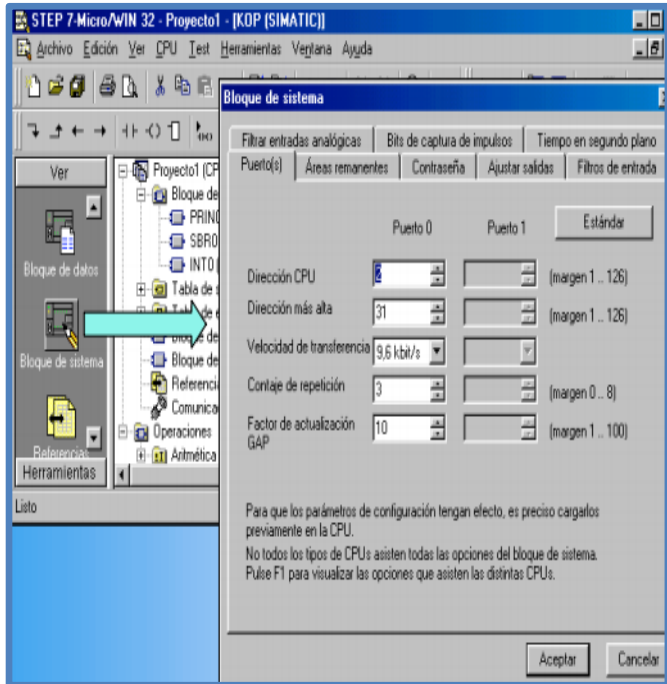 STEP 7-Micro/WIN 32 - Proyecto1 - [KOP (SIMATIC)]
Archivo Edición Ver CPU Test Herramientas Ventana Ayuda
Bloque de sistema
Filtrar entradas analógicas Bits de captura de impulsos Tiempo en segundo plano
Puerto(s) Áreas remanentes Contraseña Ajustar salidas Filtros de entrada
Ver
Bloque de datos
Bloque de sistema
Referencias
Herramientas
Proyecto1 (CP
Bloque de
PRINC
SBR0
INT0 (
Tabla de s
Tabla de e
Bloque de
Bloque de
Referencia
Comunica
Operaciones
Aritmética
Puerto 0 Puerto 1 Estándar
Dirección CPU 2 (margen 1 .. 126)
Dirección más alta 31 (margen 1 .. 126)
Velocidad de transferencia 9,6 kbit/s
Contaje de repetición 3 (margen 0 .. 8)
Factor de actualización
GAP 10 (margen 1 .. 100)
Para que los parámetros de configuración tengan efecto, es preciso cargarlos
previamente en la CPU.
No todos los tipos de CPUs asisten todas las opciones del bloque de sistema.
Pulse F1 para visualizar las opciones que asisten las distintas CPUs.
Aceptar Cancelar
Listo